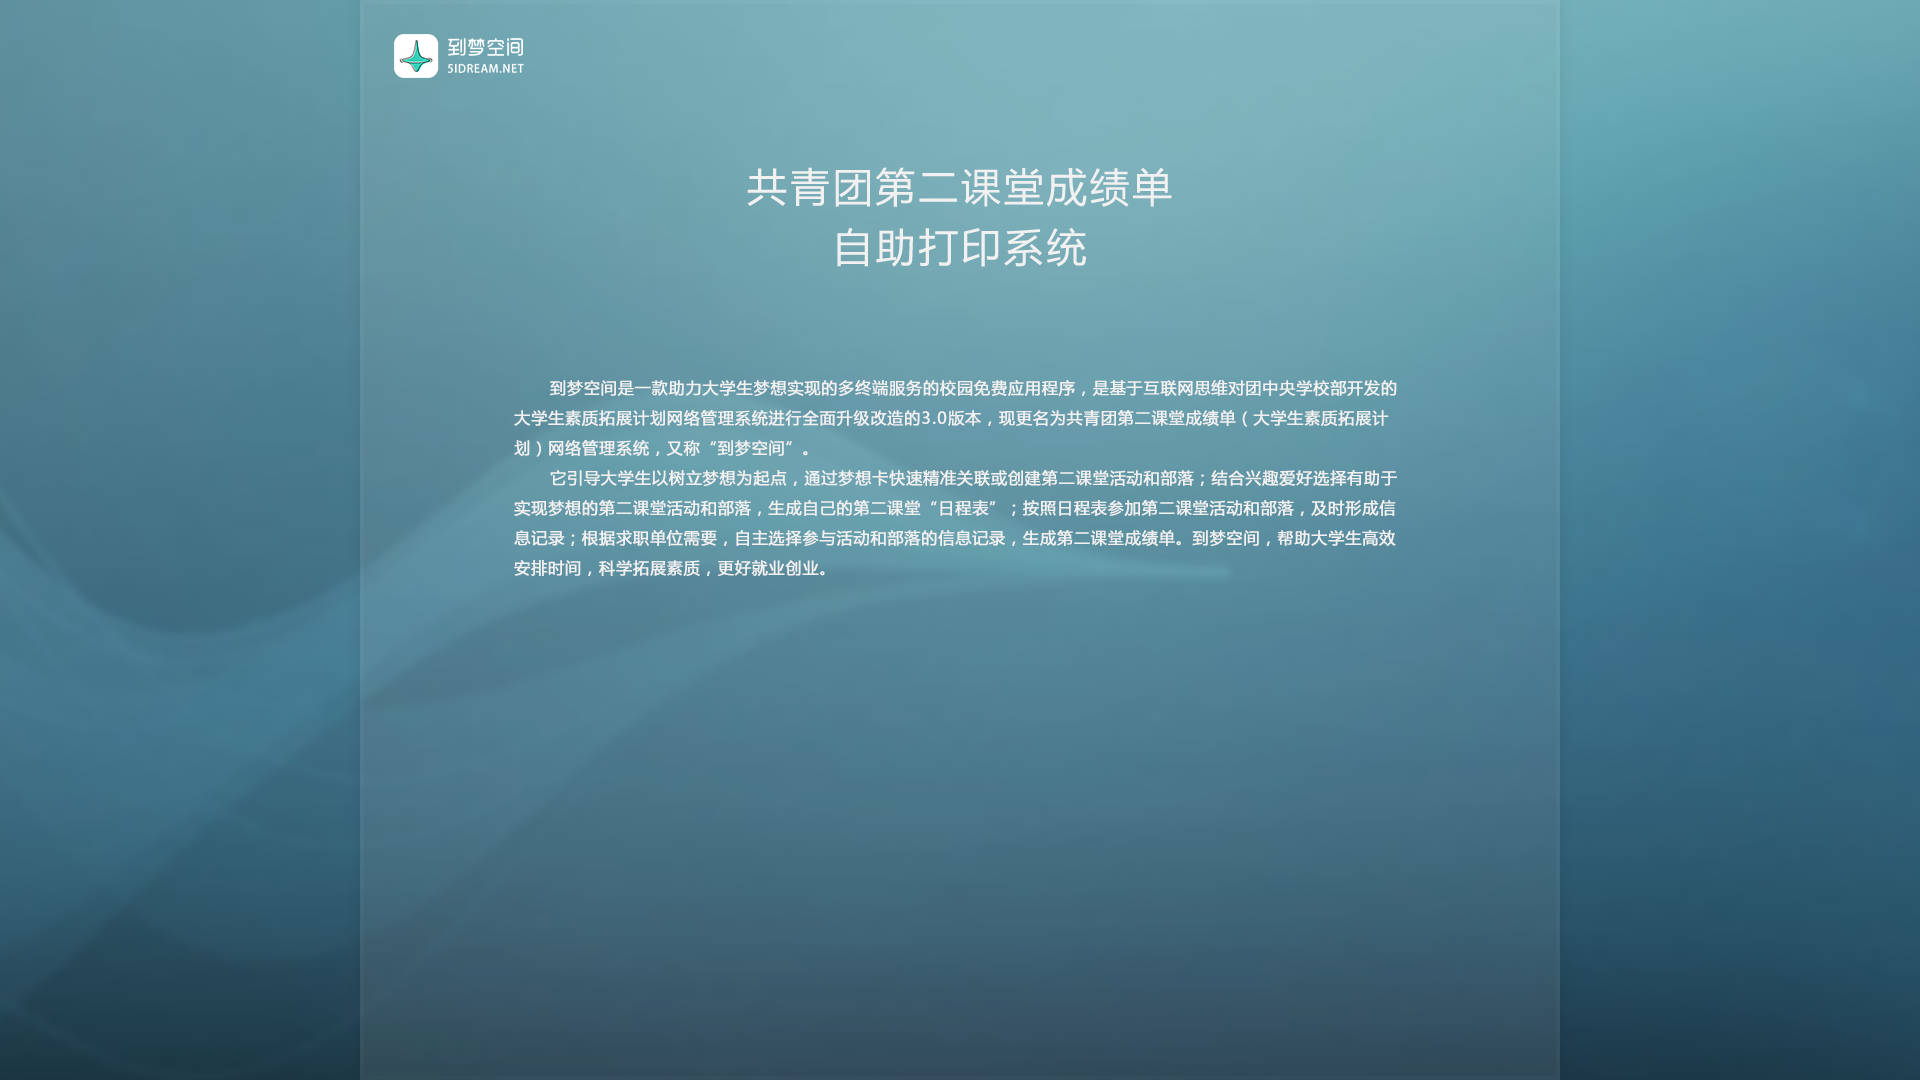 到梦空间
5IDREAM.NET
共青团第二课堂成绩单
自助打印系统
到梦空间是一款助力大学生梦想实现的多终端服务的校园免费应用程序，是基于互联网思维对团中央学校部开发的
大学生素质拓展计划网络管理系统进行全面升级改造的3.0版本，现更名为共青团第二课堂成绩单（大学生素质拓展计
划）网络管理系统，又称“到梦空间”。
它引导大学生以树立梦想为起点，通过梦想卡快速精准关联或创建第二课堂活动和部落；结合兴趣爱好选择有助于
实现梦想的第二课堂活动和部落，生成自己的第二课堂“日程表”；按照日程表参加第二课堂活动和部落，及时形成信
息记录；根据求职单位需要，自主选择参与活动和部落的信息记录，生成第二课堂成绩单。到梦空间，帮助大学生高效
安排时间，科学拓展素质，更好就业创业。